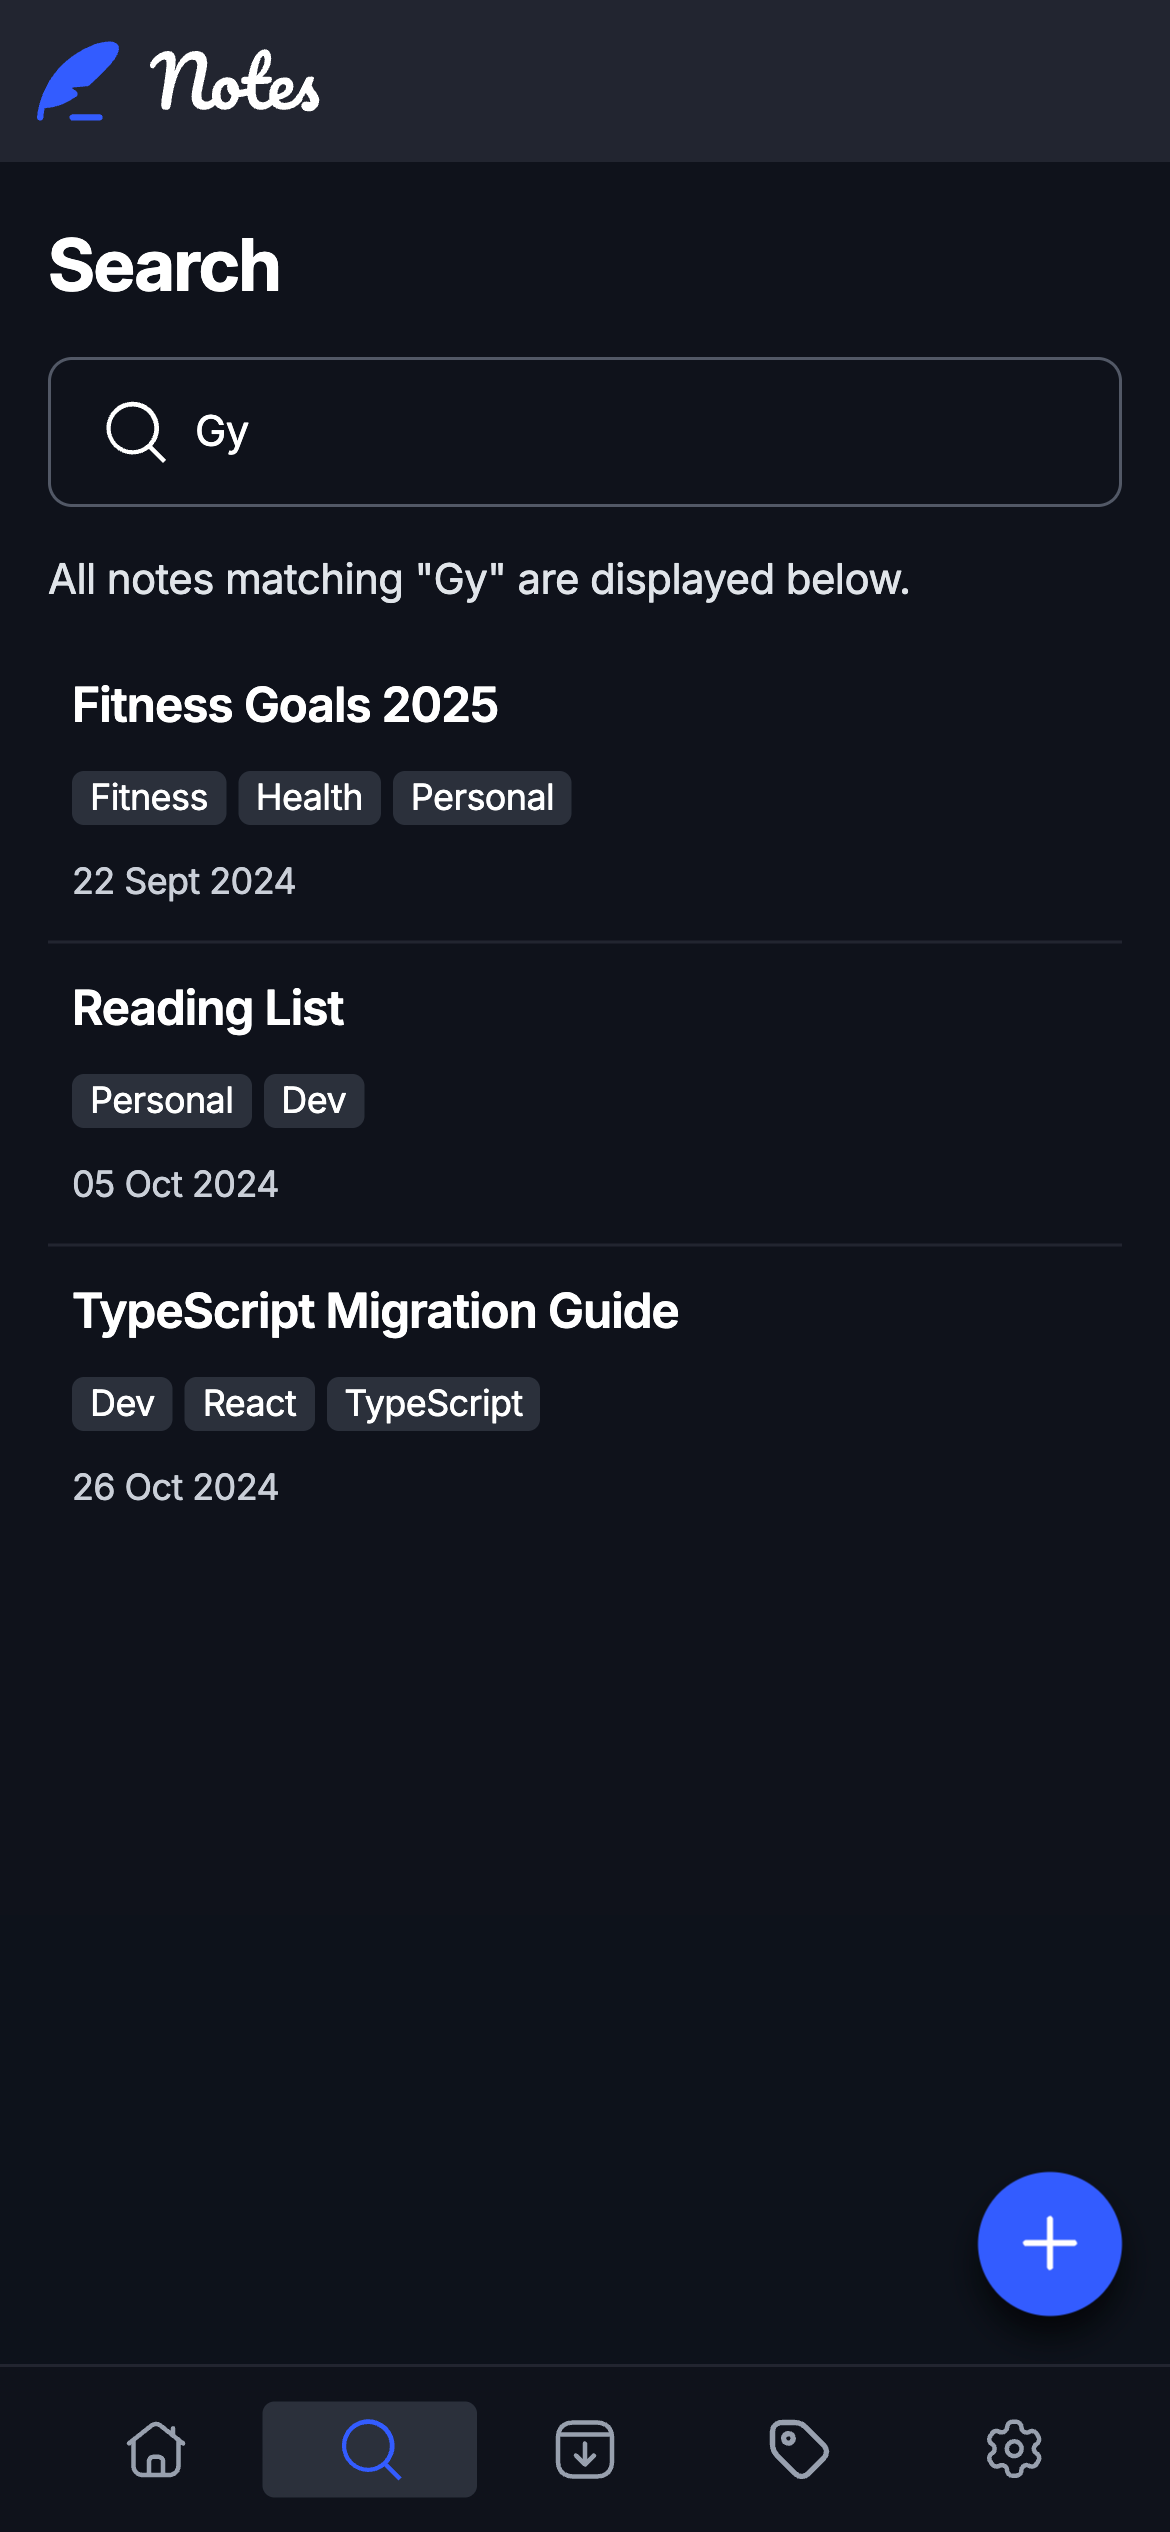 Notes
Search
Gy
All notes matching "Gy" are displayed below.
Fitness Goals 2025
Fitness Health Personal
22 Sept 2024
Reading List
Personal Dev
05 Oct 2024
TypeScript Migration Guide
Dev React TypeScript
26 Oct 2024